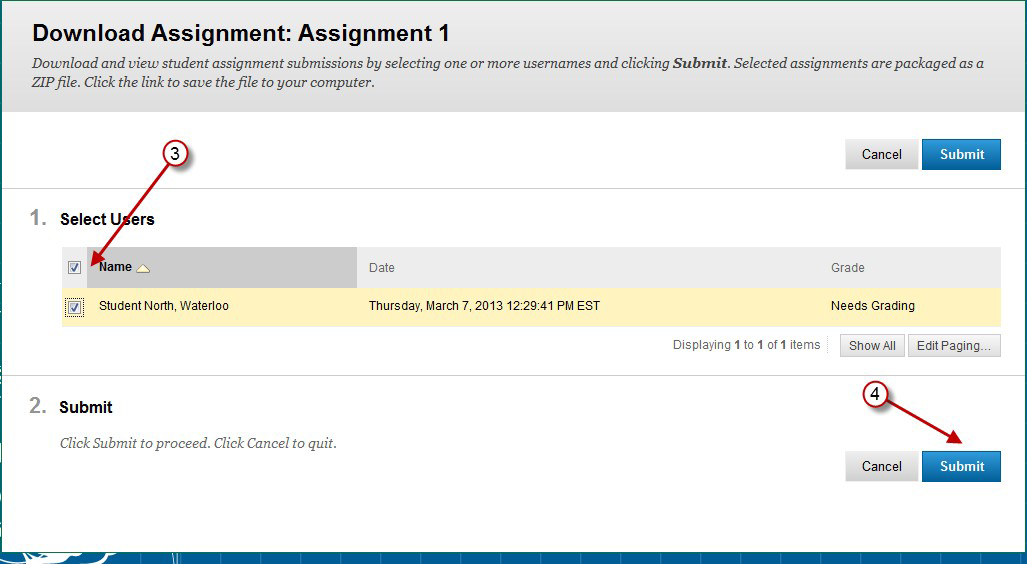 Download Assignment: Assignment 1
Download and view student assignment submissions by selecting one or more usernames and clicking Submit. Selected assignments are packaged as a
ZIP file. Click the link to save the file to your computer.
3
Cancel Submit
1. Select Users
Name Date Grade
Student North, Waterloo Thursday, March 7, 2013 12:29:41 PM EST Needs Grading
Displaying 1 to 1 of 1 items Show All Edit Paging...
4
2. Submit
Click Submit to proceed. Click Cancel to quit.
Cancel Submit